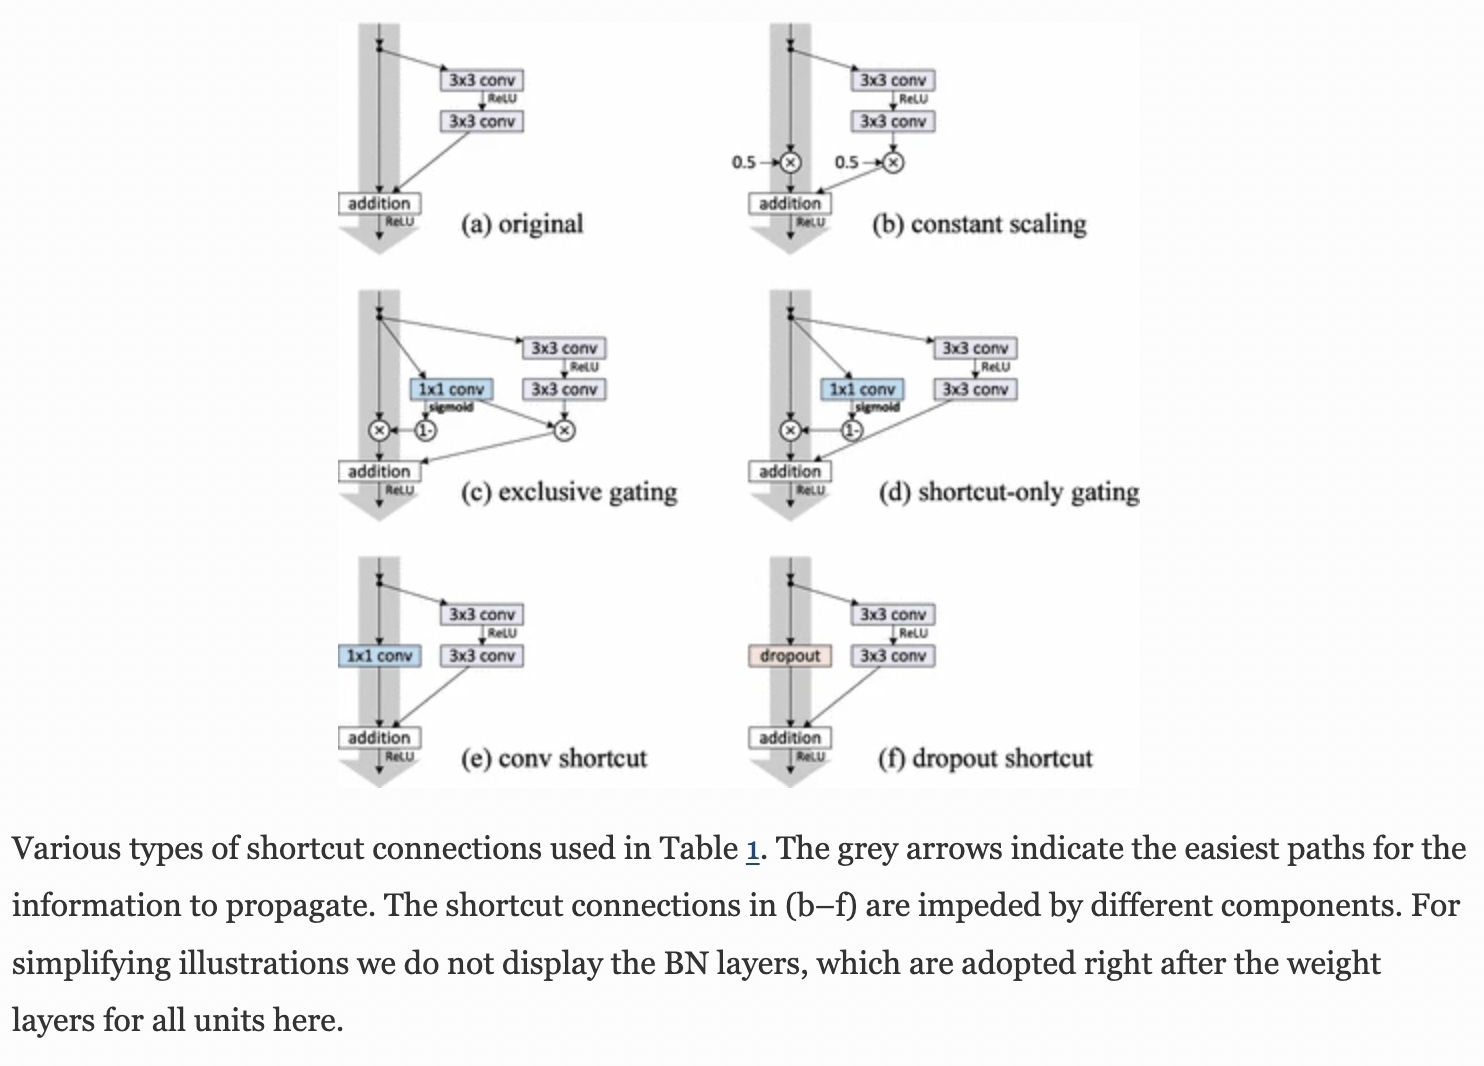 3x3 conv
ReLU
3x3 conv
addition
ReLU
(a) original
3x3 conv
ReLU
3x3 conv
0.5
0.5
addition
ReLU
(b) constant scaling
3x3 conv
ReLU
1x1 conv
3x3 conv
sigmoid
1-
addition
ReLU
(c) exclusive gating
3x3 conv
ReLU
1x1 conv
3x3 conv
sigmoid
1-
addition
ReLU
(d) shortcut-only gating
3x3 conv
ReLU
1x1 conv
3x3 conv
addition
ReLU
(e) conv shortcut
3x3 conv
ReLU
dropout
3x3 conv
addition
ReLU
(f) dropout shortcut
Various types of shortcut connections used in Table 1. The grey arrows indicate the easiest paths for the
information to propagate. The shortcut connections in (b–f) are impeded by different components. For
simplifying illustrations we do not display the BN layers, which are adopted right after the weight
layers for all units here.